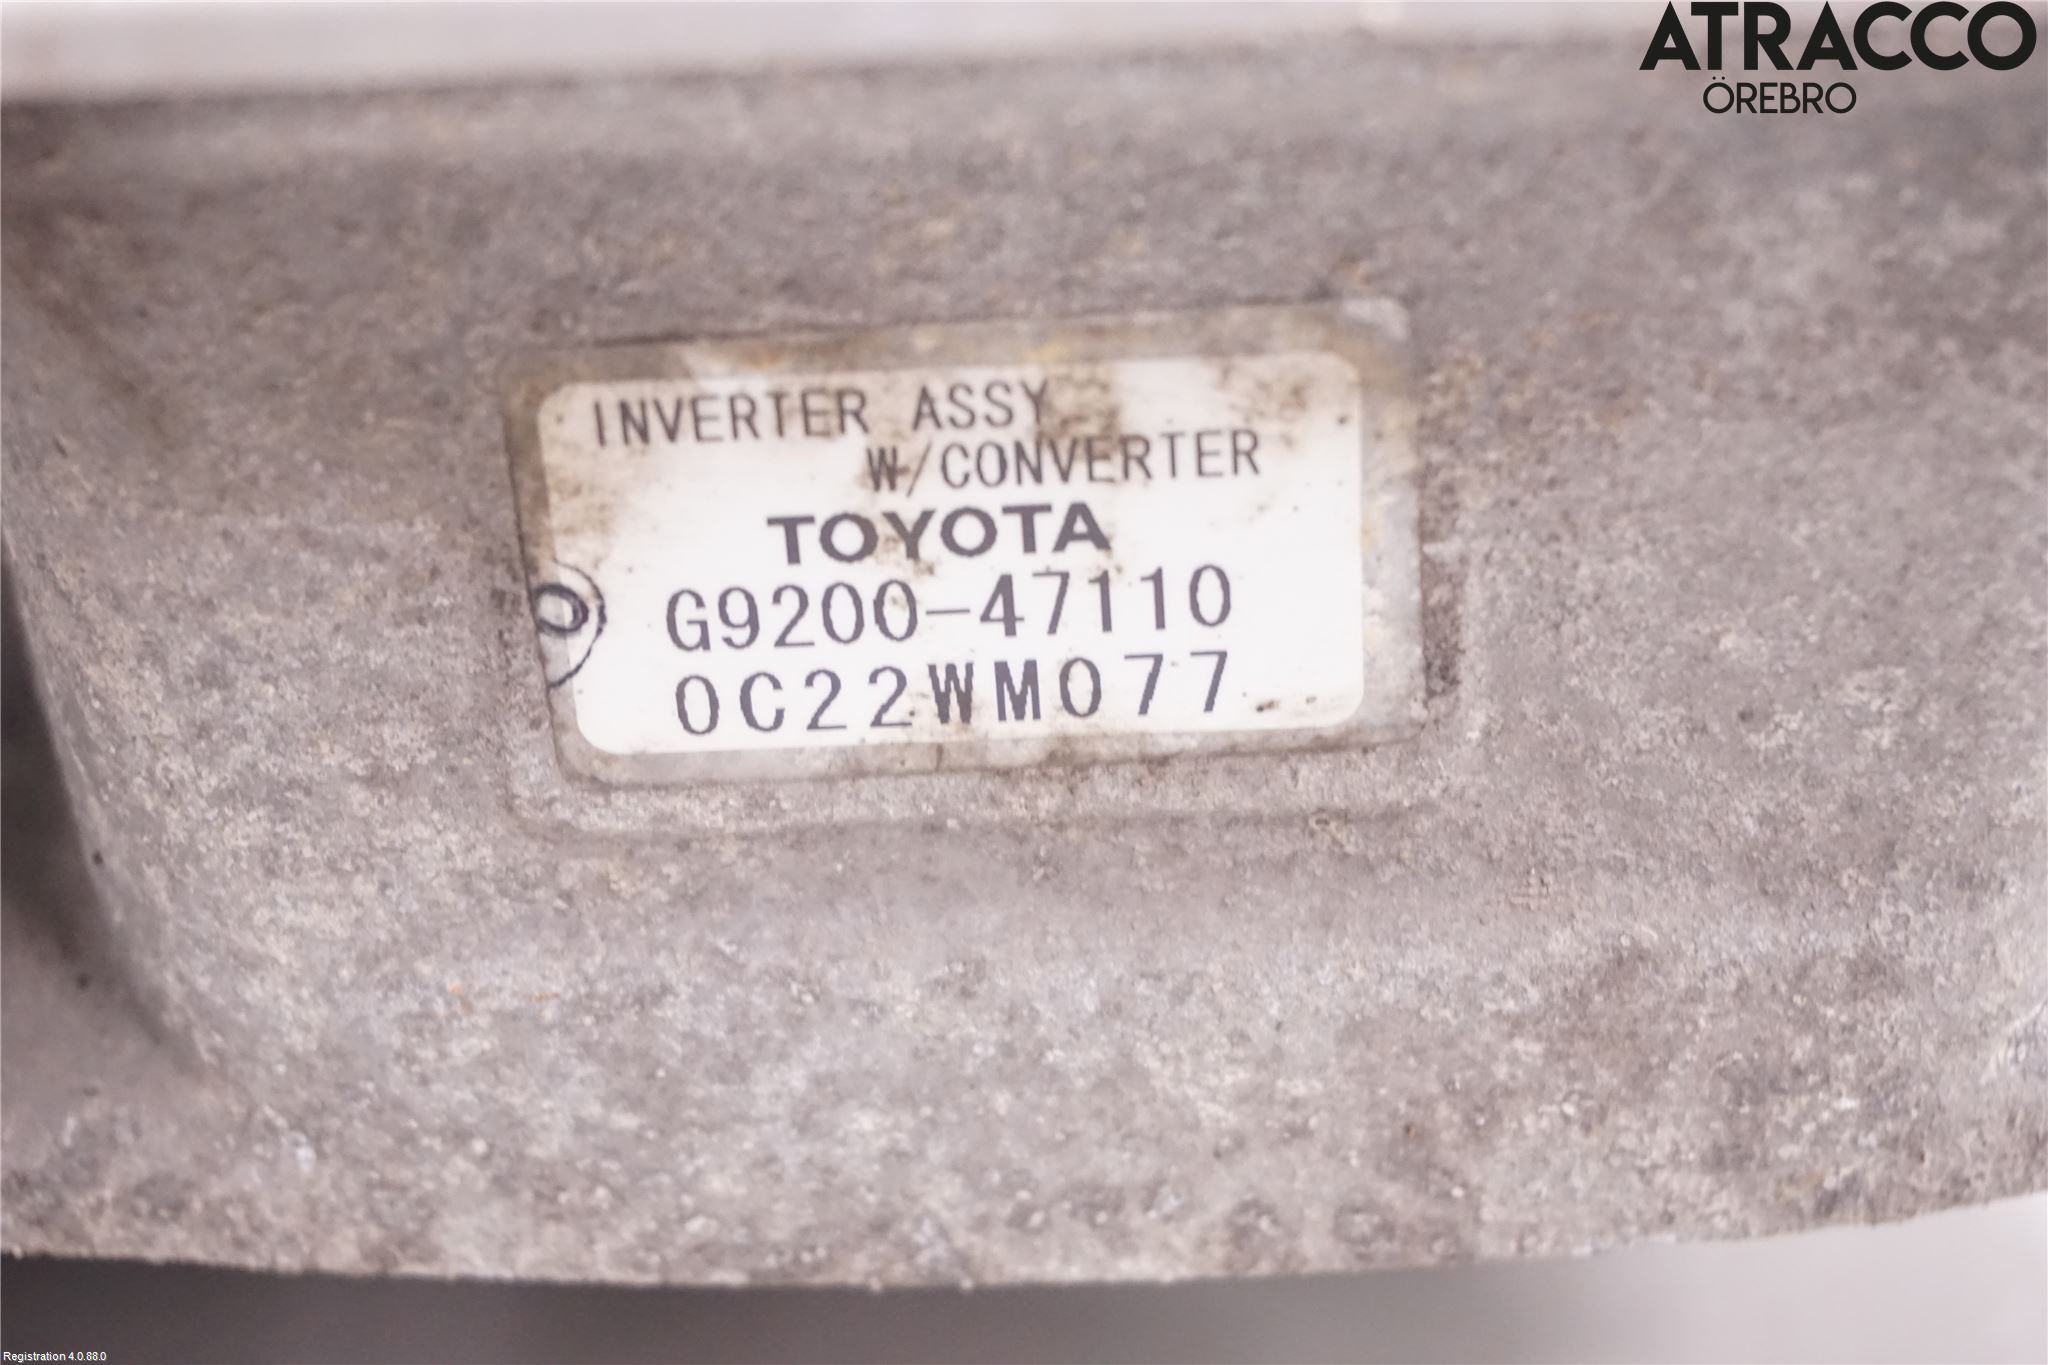 ATRACCO
ÖREBRO
INVERTER ASSY
W/CONVERTER
TOYOTA
G9200-47110
0C22WM077
Registration 4.0.88.0